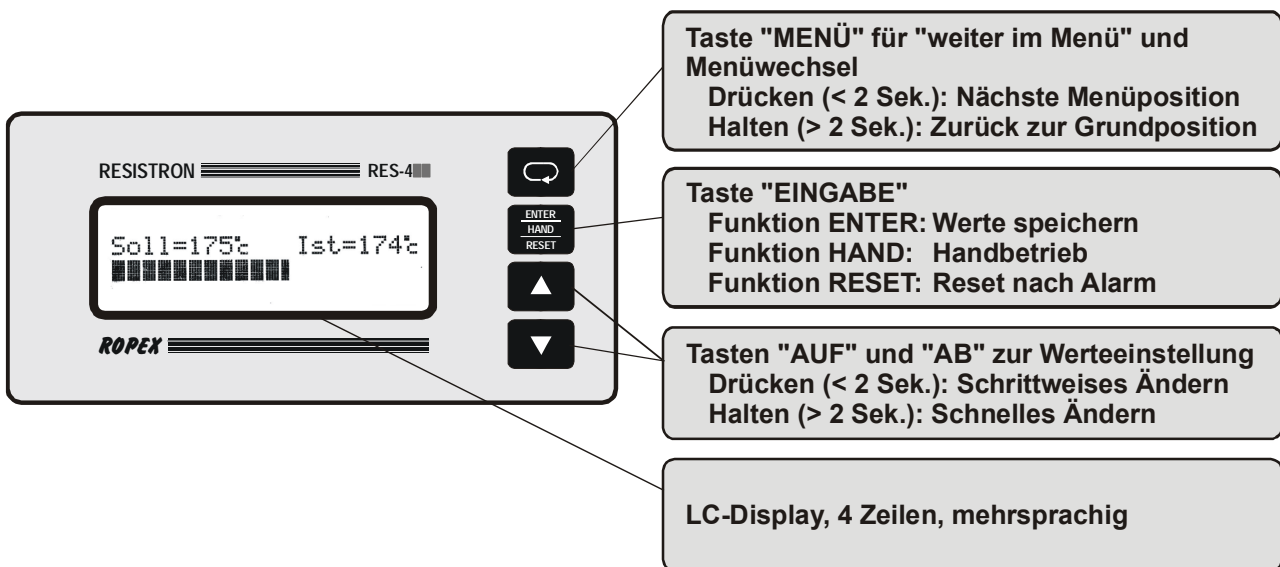 RESISTRON RES-4
Soll=175°c Ist=174°c
ROPEX
ENTER
HAND
RESET
Taste "MENÜ" für "weiter im Menü" und
Menüwechsel
Drücken (< 2 Sek.): Nächste Menüposition
Halten (> 2 Sek.): Zurück zur Grundposition
Taste "EINGABE"
Funktion ENTER: Werte speichern
Funktion HAND: Handbetrieb
Funktion RESET: Reset nach Alarm
Tasten "AUF" und "AB" zur Werteeinstellung
Drücken (< 2 Sek.): Schrittweises Ändern
Halten (> 2 Sek.): Schnelles Ändern
LC-Display, 4 Zeilen, mehrsprachig